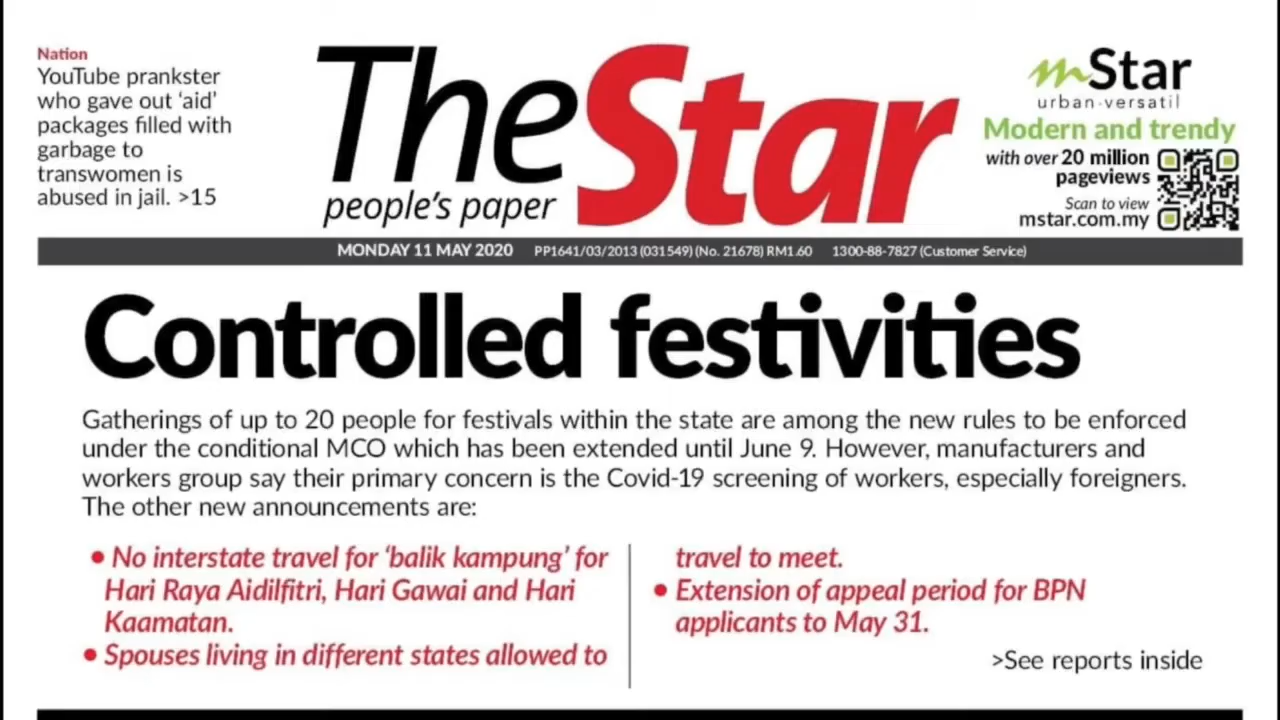 Nation
YouTube prankster
who gave out ‘aid’
packages filled with
garbage to
transwomen is
abused in jail. >15
The Star
people’s paper
mStar
urban·versatil
Modern and trendy
with over 20 million
pageviews
Scan to view
mstar.com.my
MONDAY 11 MAY 2020 PP1641/03/2013 (031549) (No. 21678) RM1.60 1300-88-7827 (Customer Service)
Controlled festivities
Gatherings of up to 20 people for festivals within the state are among the new rules to be enforced
under the conditional MCO which has been extended until June 9. However, manufacturers and
workers group say their primary concern is the Covid-19 screening of workers, especially foreigners.
The other new announcements are:
• No interstate travel for ‘balik kampung’ for
Hari Raya Aidilfitri, Hari Gawai and Hari
Kaamatan.
• Spouses living in different states allowed to
travel to meet.
• Extension of appeal period for BPN
applicants to May 31.
>See reports inside